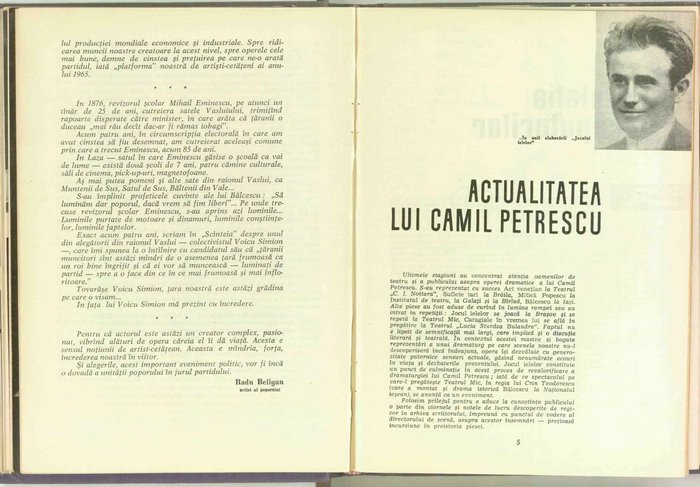 lul producției mondiale economice și industriale. Spre ridi-
carea muncii noastre creatoare la acest nivel, spre operele cele
mai bune, demne de cinstea și prețuirea pe care ne-o arată
partidul, iată „platforma" noastră de artiști-cetățeni ai anu-
lui 1965.
* * *
In 1876, revizorul școlar Mihail Eminescu, pe atunci un
tînăr de 25 de ani, cutreiera satele Vasluiului, trimițînd
rapoarte disperate către minister, în care arăta că țăranii o
duceau „mai rău decît dac-ar fi rămas iobagi".
Acum patru ani, în circumscripția electorală în care am
avut cinstea să fiu desemnat, am cutreierat aceleași comune
prin care a trecut Eminescu, acum 85 de ani.
In Laza — satul în care Eminescu găsise o școală ca vai
de lume — există două școli de 7 ani, patru cămine culturale,
săli de cinema, pick-up-uri, magnetofoane.
Aș mai putea pomeni și alte sate din raionul Vaslui, ca
Muntenii de Sus, Satul de Sus, Bălteni din Vale...
S-au împlinit profeticele cuvinte ale lui Bălcescu: „Să
luminăm dar poporul, dacă vrem să fim liberi"... Pe unde tre-
cuse revizorul școlar Eminescu, s-au aprins azi luminile...
Luminile purtate de motoare și dinamuri, luminile conștiințe-
lor, luminile faptelor.
Exact acum patru ani, scriam în „Scînteia" despre unul
din alegătorii din raionul Vaslui — colectivistul Voicu Simion
—, care îmi spunea la o întîlnire cu candidatul său că „țăranii
muncitori sînt astăzi mîndri de o asemenea țară frumoasă ca
un roi bine îngrijit și că ei vor să muncească — luminați de
partid — spre a o face din ce în ce mai frumoasă și mai înflo-
ritoare."
Tovarășe Voicu Simion, țara noastră este astăzi grădina
pe care o visam...
In fața lui Voicu Simion mă prezint cu încredere.
* * *
Pentru că actorul este astăzi un creator complex, pasio-
nat, vibrînd alături de opera căreia el îi dă viață. Acesta e
sensul noțiunii de artist-cetățean. Aceasta e mîndria, forța,
încrederea noastră în viitor.
Și alegerile, acest important eveniment politic, vor fi încă
o dovadă a unității poporului în jurul partidului.
Radu Beligan
artist al poporului
...în anii elaborării „Jocului
ielelor"
ACTUALITATEA
LUI CAMIL PETRESCU
Ultimele stagiuni au concentrat atenția oamenilor de
teatru și a publicului asupra operei dramatice a lui Camil
Petrescu. S-au reprezentat cu succes Act venețian la Teatrul
„C. I. Nottara", Suflete tari la Brăila, Mitică Popescu la
Institutul de teatru, la Galați și la Bîrlad, Bălcescu la Iași.
Alte piese au fost aduse de curînd în lumina rampei sau au
intrat în repetiții: Jocul ielelor se joacă la Brașov și se
repetă la Teatrul Mic, Caragiale în vremea lui se află în
pregătire la Teatrul „Lucia Sturdza Bulandra". Faptul nu
e lipsit de semnificații mai largi, care implică și o discuție
literară și teatrală. În contextul acestei masive și bogate
reprezentări a unui dramaturg pe care scenele noastre nu-l
descoperiseră încă îndeajuns, opera își dezvăluie cu genero-
zitate puternice sensuri actuale, găsind nenumărate ecouri
în viața și dezbaterile prezentului. Jocul ielelor constituie
un punct de culminație în acest proces de revalorificare a
dramaturgiei lui Camil Petrescu; iată de ce spectacolul pe
care-l pregătește Teatrul Mic, în regia lui Crin Teodorescu
(care a montat și drama istorică Bălcescu la Naționalul
ieșean), se anunță ca un eveniment.
Folosim prilejul pentru a aduce la cunoștința publicului
o parte din ciornele și notele de lucru descoperite de regi-
zor în arhiva scriitorului, împreună cu punctul de vedere al
directorului de scenă, asupra acestor însemnări — prețioasă
incursiune în preistoria piesei.
5